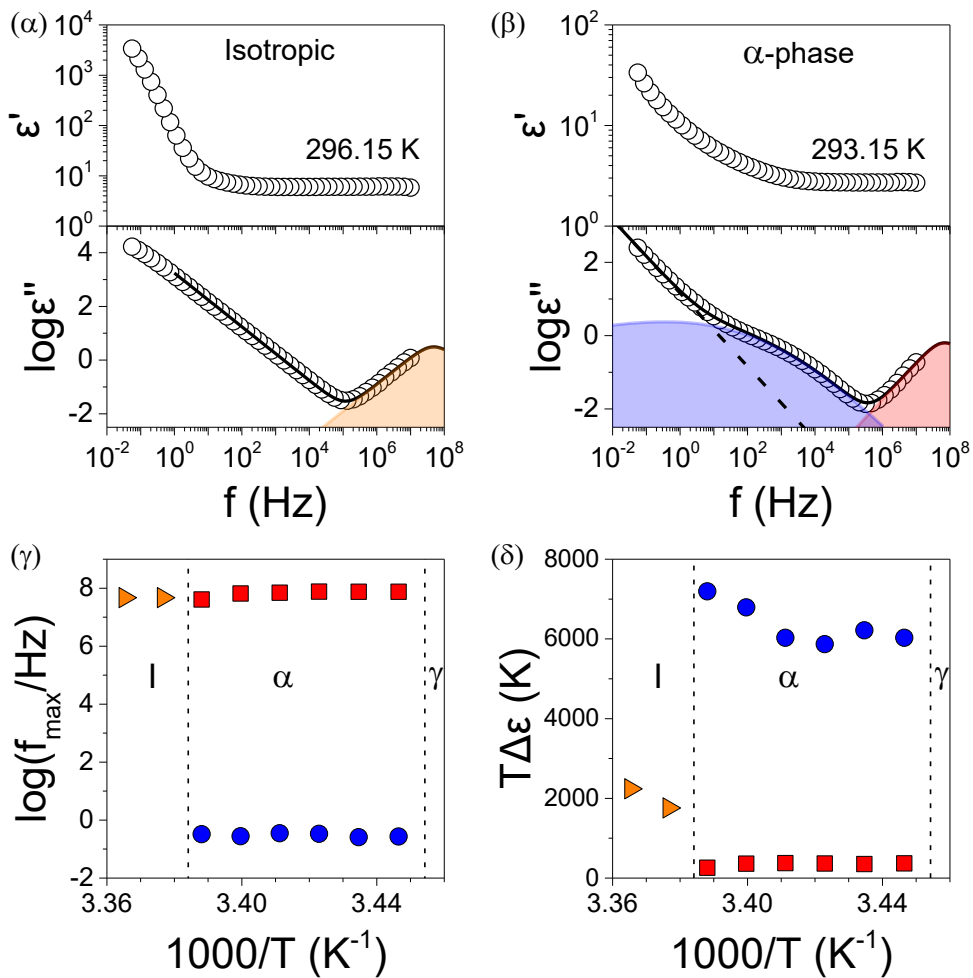 (α)
Isotropic
296.15 K
ε'
10⁴
10³
10²
10¹
10⁰
logε''
4
2
0
-2
10⁻² 10⁰ 10² 10⁴ 10⁶ 10⁸
f (Hz)
(β)
α-phase
293.15 K
ε'
10²
10¹
10⁰
logε''
2
0
-2
10⁻² 10⁰ 10² 10⁴ 10⁶ 10⁸
f (Hz)
(γ)
log(f_max/Hz)
8
6
4
2
0
-2
I α γ
3.36 3.40 3.44
1000/T (K⁻¹)
(δ)
TΔε (K)
8000
6000
4000
2000
0
I α γ
3.36 3.40 3.44
1000/T (K⁻¹)